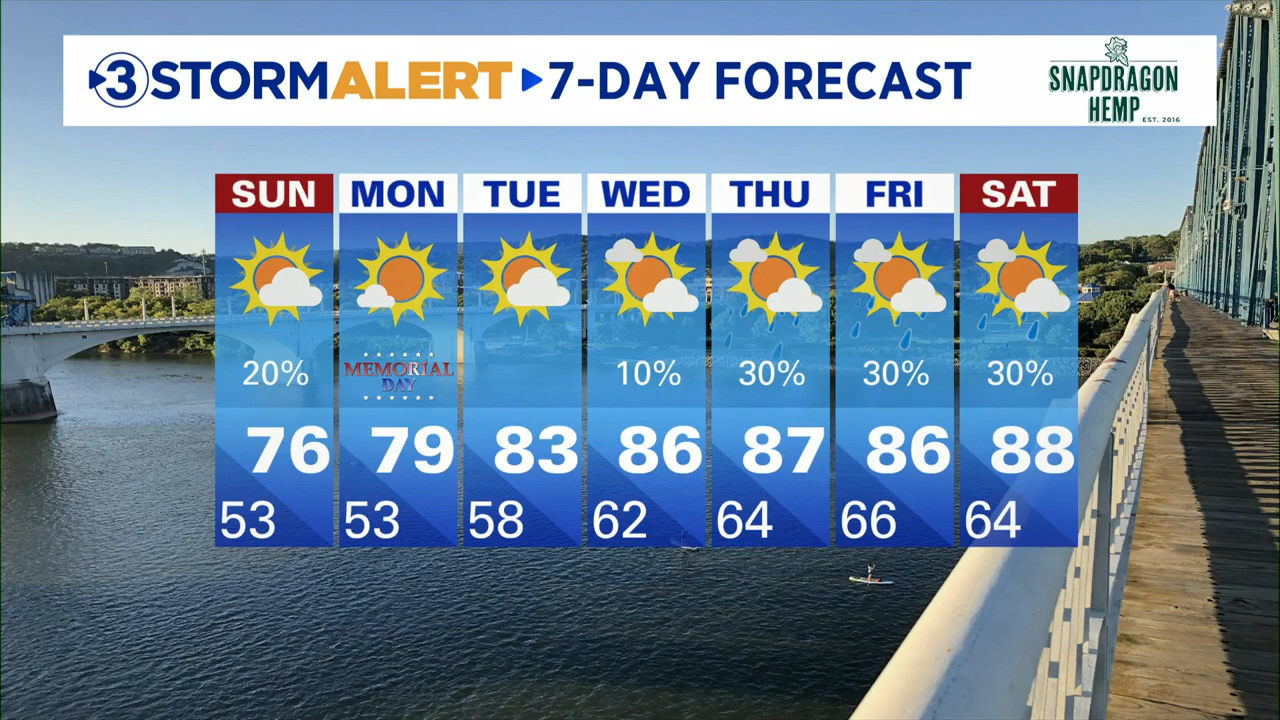 3 STORMALERT 7-DAY FORECAST
SNAPDRAGON
HEMP
EST. 2016
SUN MON TUE WED THU FRI SAT
20% MEMORIAL DAY 10% 30% 30% 30%
76 79 83 86 87 86 88
53 53 58 62 64 66 64